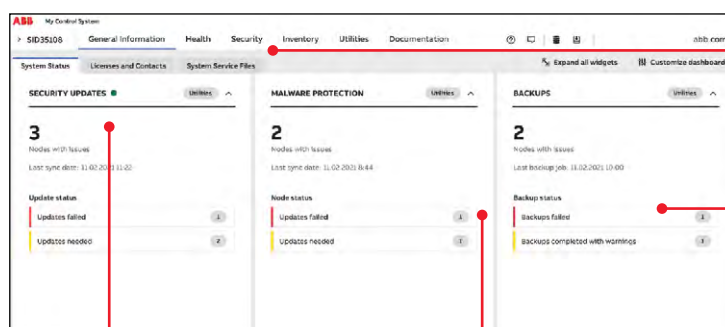 ABB My Control System
> SID35108 General Information Health Security Inventory Utilities Documentation abb.com
System Status Licenses and Contacts System Service Files Expand all widgets Customize dashboard
SECURITY UPDATES Utilities
3
Nodes with issues
Last sync date: 11.02.2021 11:22
Update status
Updates failed 1
Updates needed 2
MALWARE PROTECTION Utilities
2
Nodes with issues
Last sync date: 11.02.2021 8:44
Node status
Updates failed 1
Updates needed 1
BACKUPS Utilities
2
Nodes with issues
Last backup job: 11.02.2021 10:00
Backup status
Backups failed 1
Backups completed with warnings 1